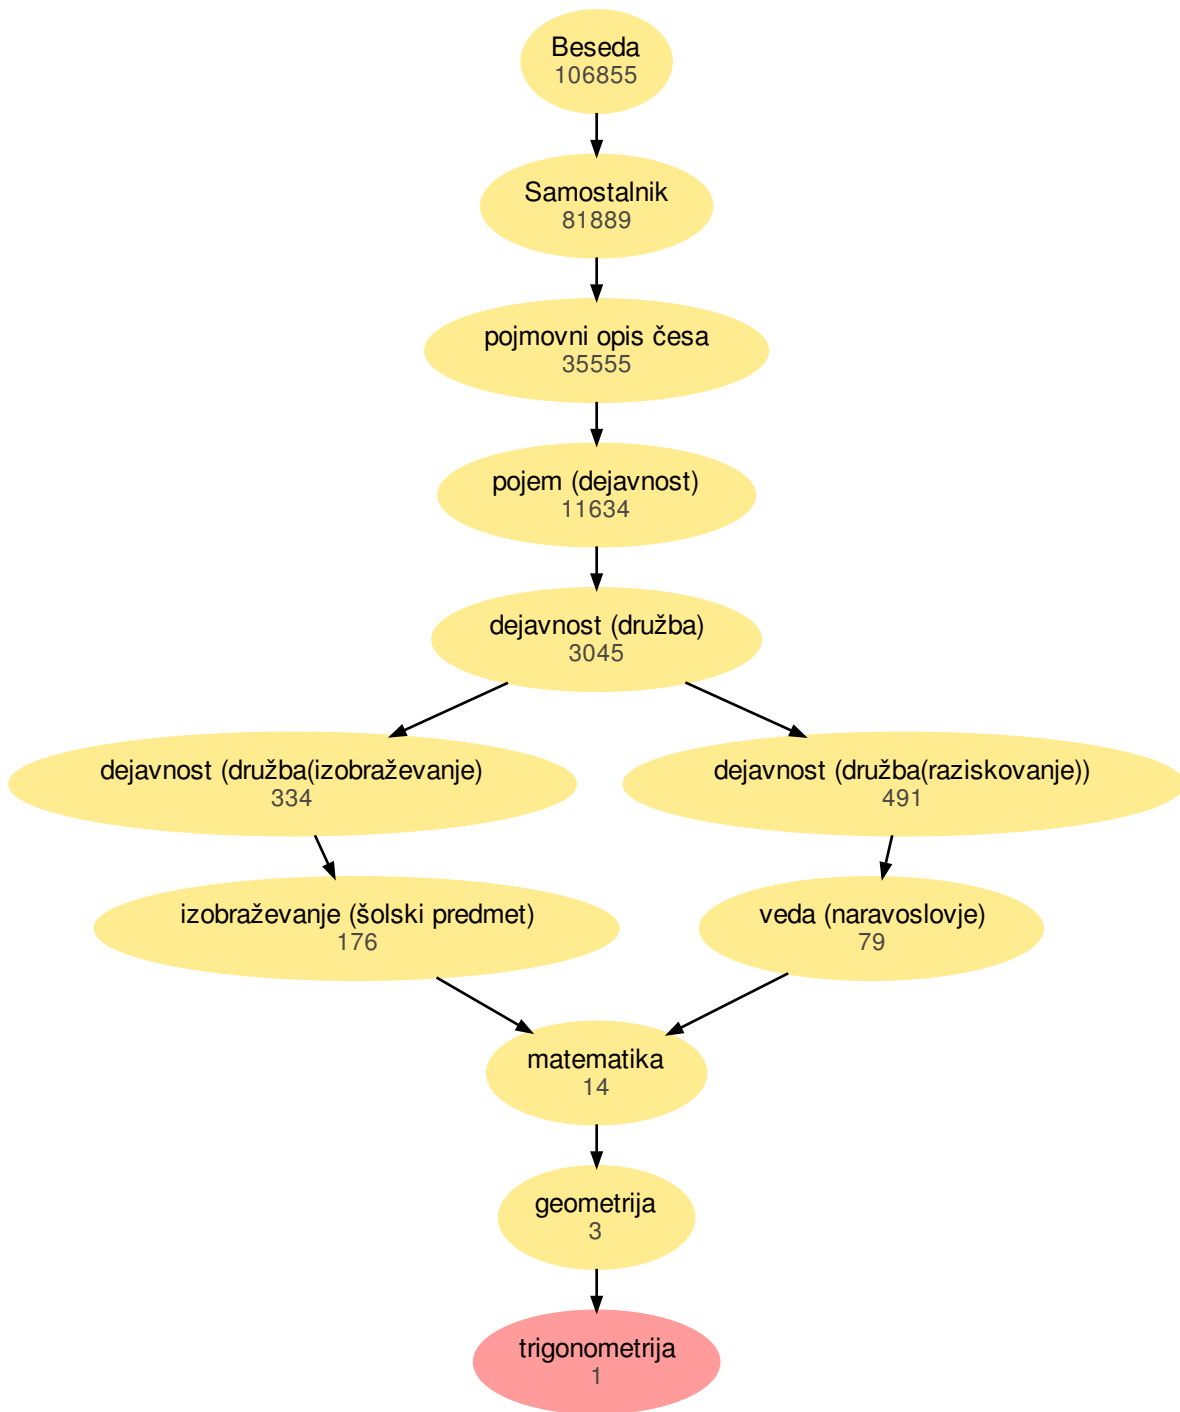 Beseda
106855
Samostalnik
81889
pojmovni opis česa
35555
pojem (dejavnost)
11634
dejavnost (družba)
3045
dejavnost (družba(izobraževanje)
334
dejavnost (družba(raziskovanje))
491
izobraževanje (šolski predmet)
176
veda (naravoslovje)
79
matematika
14
geometrija
3
trigonometrija
1